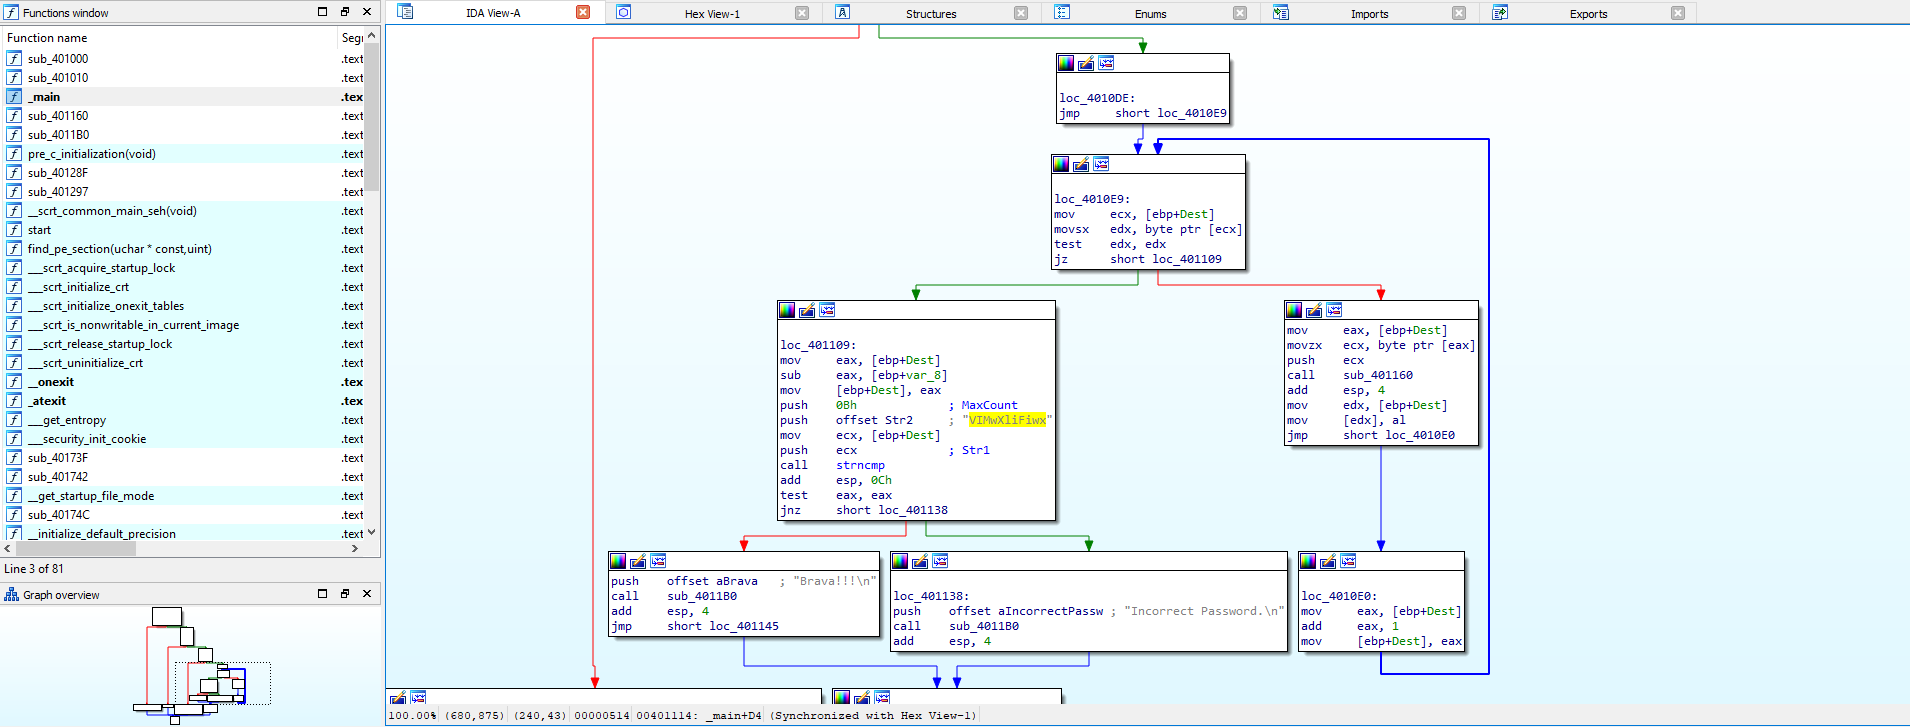 Functions window
Function name Segi
sub_401000 .text
sub_401010 .text
_main .tex
sub_401160 .text
sub_4011B0 .text
pre_c_initialization(void) .text
sub_40128F .text
sub_401297 .text
__scrt_common_main_seh(void) .text
start .text
find_pe_section(uchar * const,uint) .text
___scrt_acquire_startup_lock .text
___scrt_initialize_crt .text
___scrt_initialize_onexit_tables .text
___scrt_is_nonwritable_in_current_image .text
___scrt_release_startup_lock .text
___scrt_uninitialize_crt .text
__onexit .tex
_atexit .tex
__get_entropy .text
___security_init_cookie .text
sub_40173F .text
sub_401742 .text
__get_startup_file_mode .text
sub_40174C .text
__initialize_default_precision .text
Line 3 of 81
Graph overview
IDA View-A Hex View-1 Structures Enums Imports Exports
loc_4010DE:
jmp short loc_4010E9
loc_4010E9:
mov ecx, [ebp+Dest]
movsx edx, byte ptr [ecx]
test edx, edx
jz short loc_401109
loc_401109:
mov eax, [ebp+Dest]
sub eax, [ebp+var_8]
mov [ebp+Dest], eax
push 0Bh ; MaxCount
push offset Str2 ; "VIMwXliFiwx"
mov ecx, [ebp+Dest]
push ecx ; Str1
call strncmp
add esp, 0Ch
test eax, eax
jnz short loc_401138
mov eax, [ebp+Dest]
movzx ecx, byte ptr [eax]
push ecx
call sub_401160
add esp, 4
mov edx, [ebp+Dest]
mov [edx], al
jmp short loc_4010E0
push offset aBrava ; "Brava!!!\n"
call sub_4011B0
add esp, 4
jmp short loc_401145
loc_401138:
push offset aIncorrectPassw ; "Incorrect Password.\n"
call sub_4011B0
add esp, 4
loc_4010E0:
mov eax, [ebp+Dest]
add eax, 1
mov [ebp+Dest], eax
100.00% (680,875) (240,43) 00000514 00401114: _main+D4 (Synchronized with Hex View-1)